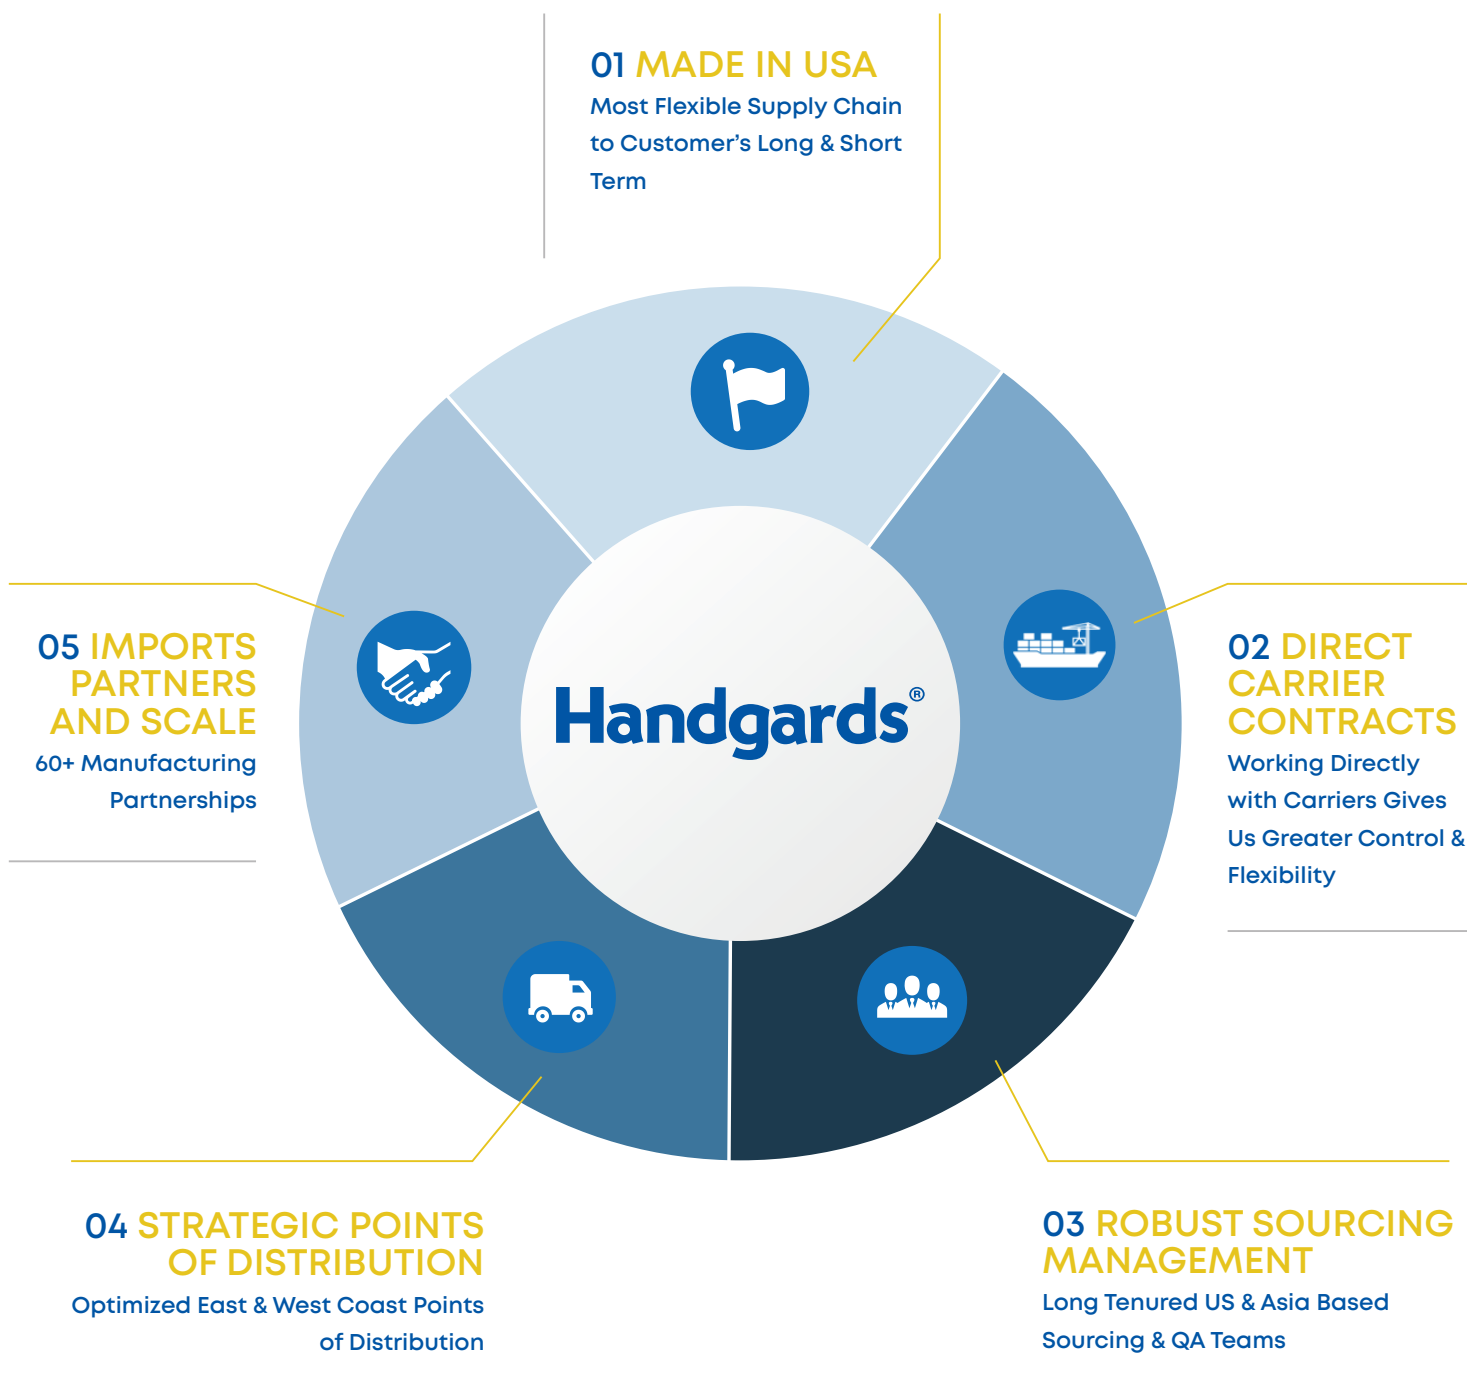 01 MADE IN USA
Most Flexible Supply Chain
to Customer’s Long & Short
Term
02 DIRECT
CARRIER
CONTRACTS
Working Directly
with Carriers Gives
Us Greater Control &
Flexibility
03 ROBUST SOURCING
MANAGEMENT
Long Tenured US & Asia Based
Sourcing & QA Teams
04 STRATEGIC POINTS
OF DISTRIBUTION
Optimized East & West Coast Points
of Distribution
05 IMPORTS
PARTNERS
AND SCALE
60+ Manufacturing
Partnerships
Handgards®